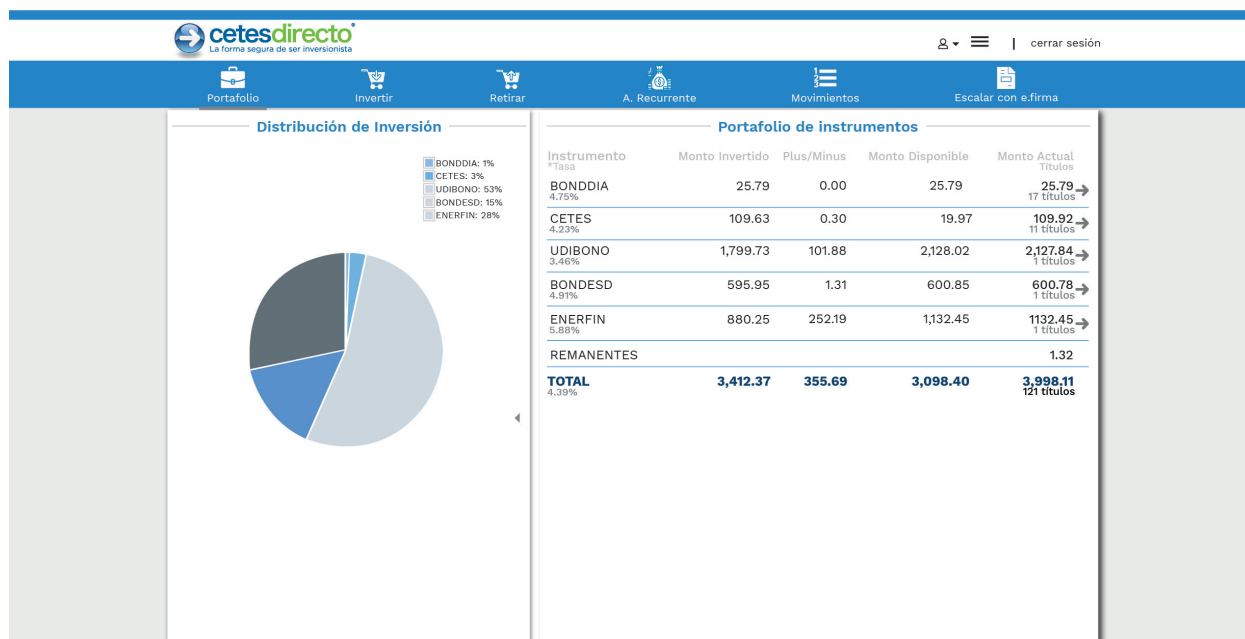 cetesdirecto
La forma segura de ser inversionista
| cerrar sesión
Portafolio
Invertir
Retirar
A. Recurrente
Movimientos
Escalar con e.firma
Distribución de Inversión
BONDDIA: 1%
CETES: 3%
UDIBONO: 53%
BONDESD: 15%
ENERFIN: 28%
Portafolio de instrumentos
Instrumento Monto Invertido Plus/Minus Monto Disponible Monto Actual
*Tasa Títulos
BONDDIA 25.79 0.00 25.79 25.79
4.75% 17 títulos
CETES 109.63 0.30 19.97 109.92
4.23% 11 títulos
UDIBONO 1,799.73 101.88 2,128.02 2,127.84
3.46% 1 títulos
BONDESD 595.95 1.31 600.85 600.78
4.91% 1 títulos
ENERFIN 880.25 252.19 1,132.45 1132.45
5.88% 1 títulos
REMANENTES 1.32
TOTAL 3,412.37 355.69 3,098.40 3,998.11
4.39% 121 títulos